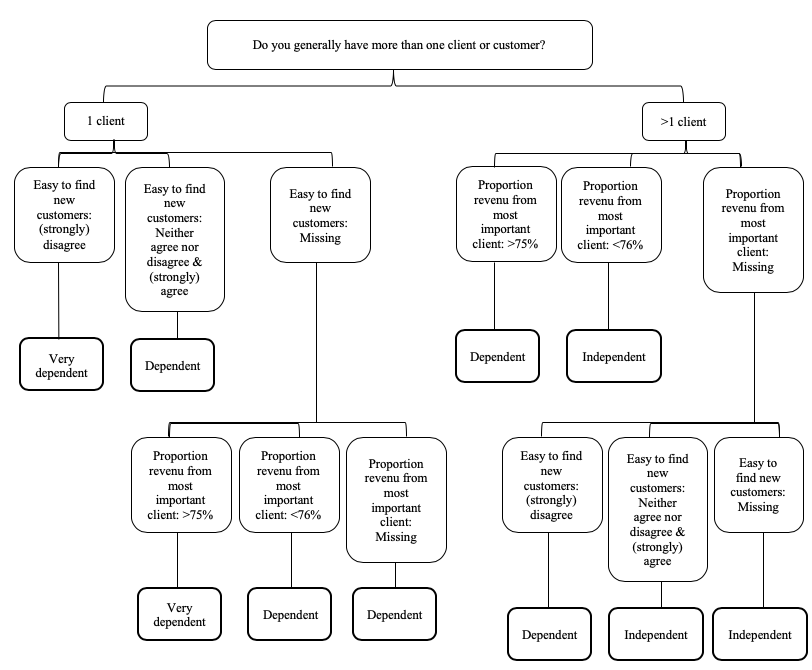 Do you generally have more than one client or customer?
1 client
>1 client
Easy to find
new
customers:
(strongly)
disagree
Easy to find
new
customers:
Neither
agree nor
disagree &
(strongly)
agree
Easy to find
new
customers:
Missing
Proportion
revenu from
most
important
client: >75%
Proportion
revenu from
most
important
client: <76%
Proportion
revenu from
most
important
client:
Missing
Very
dependent
Dependent
Dependent
Independent
Proportion
revenu from
most
important
client: >75%
Proportion
revenu from
most
important
client: <76%
Proportion
revenu from
most
important
client:
Missing
Easy to find
new
customers:
(strongly)
disagree
Easy to find
new
customers:
Neither
agree nor
disagree &
(strongly)
agree
Easy to
find new
customers:
Missing
Very
dependent
Dependent
Dependent
Dependent
Independent
Independent